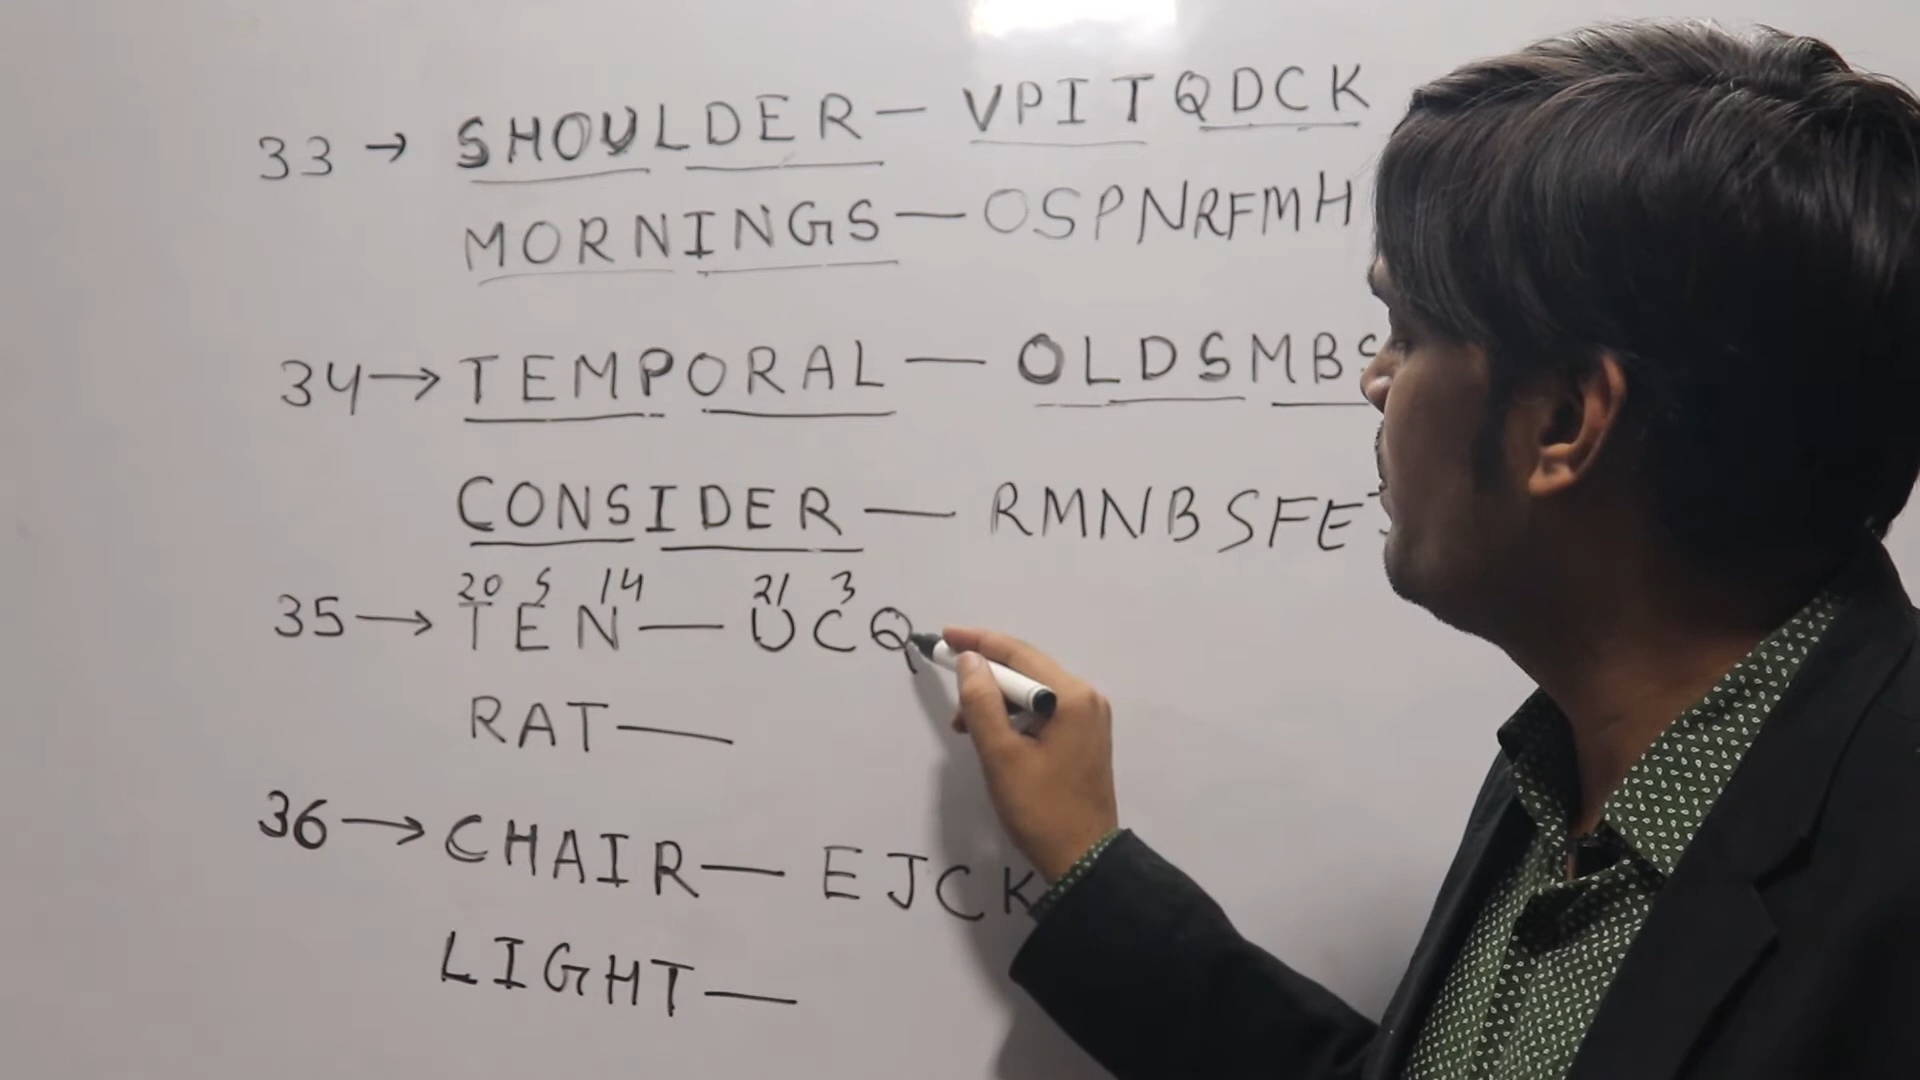 33 → SHOULDER — VPITQDCK
MORNINGS — OSPNRFMH
34 → TEMPORAL — OLDSMBS
CONSIDER — RMNBSFE
20 5 14 21 3
35 → TEN — UCQ
RAT —
36 → CHAIR — EJCK
LIGHT —